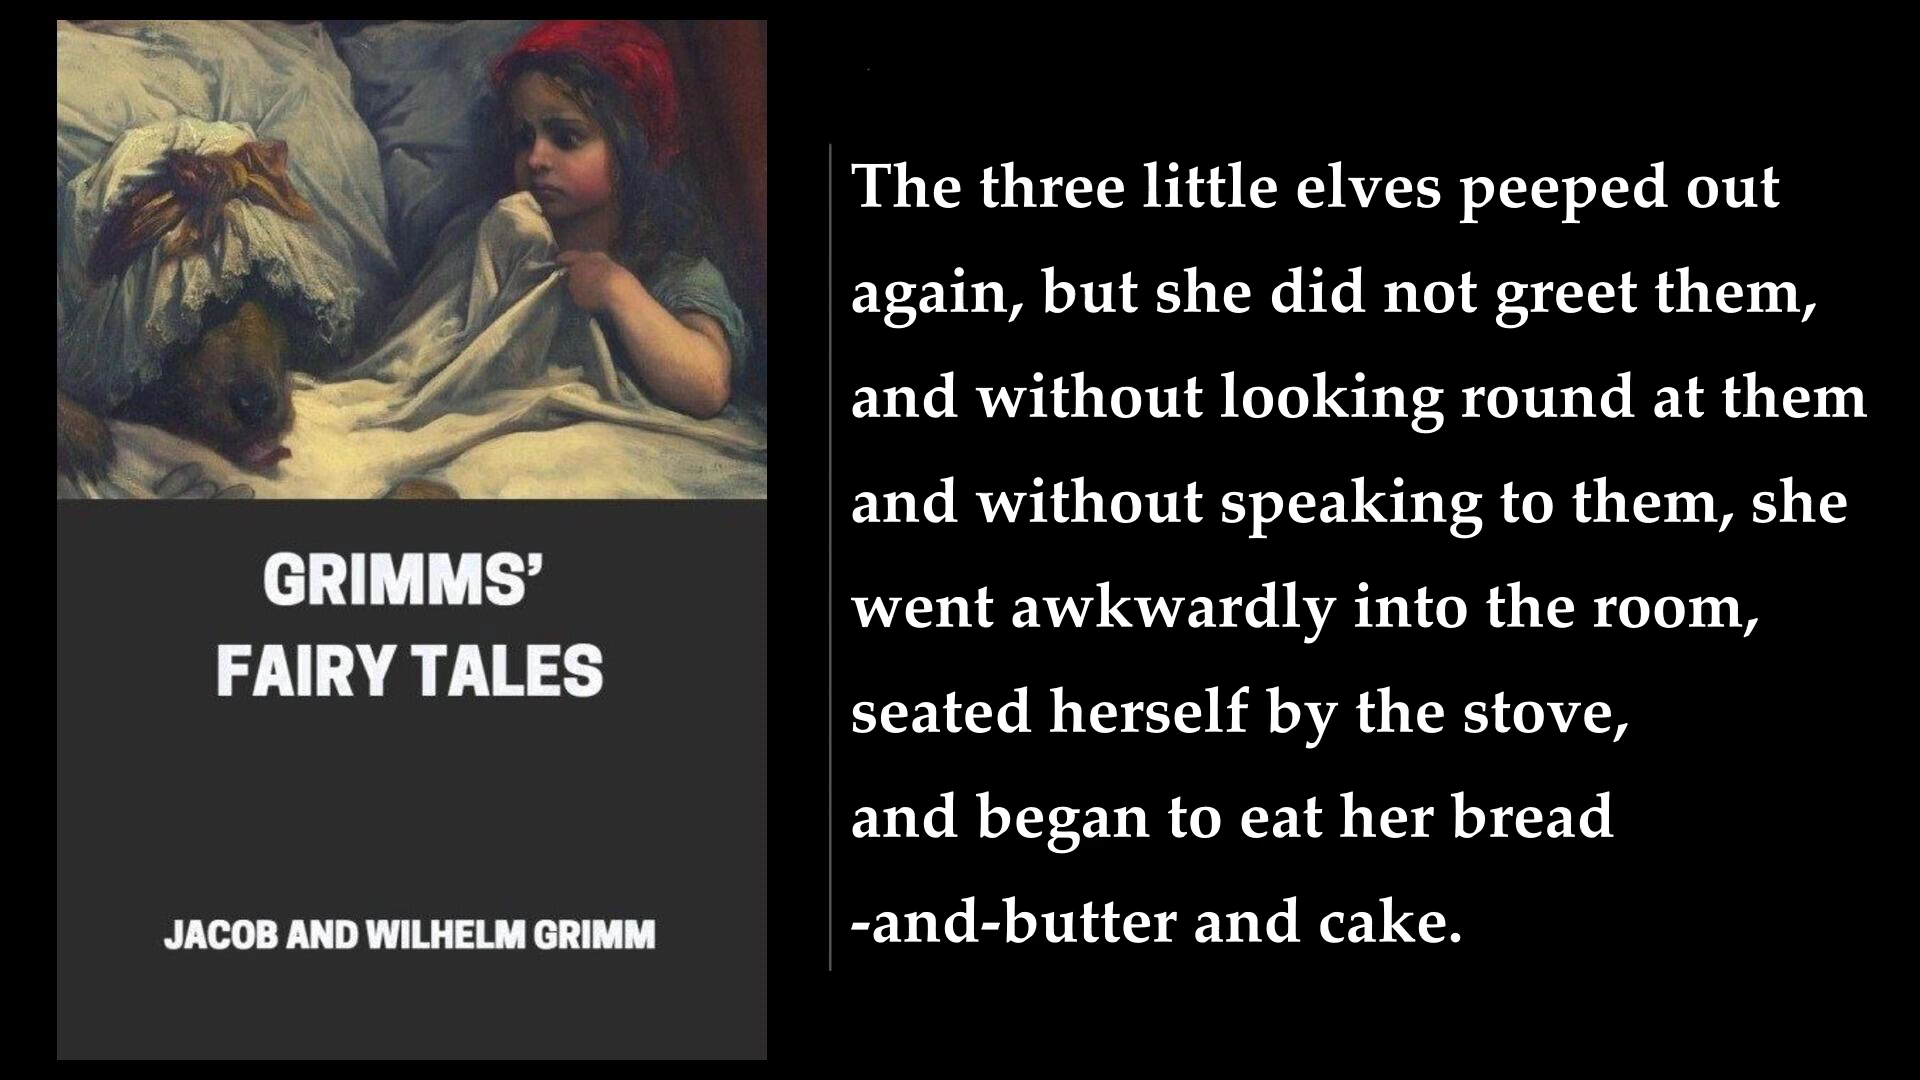 GRIMMS’
FAIRY TALES
JACOB AND WILHELM GRIMM
The three little elves peeped out
again, but she did not greet them,
and without looking round at them
and without speaking to them, she
went awkwardly into the room,
seated herself by the stove,
and began to eat her bread
-and-butter and cake.